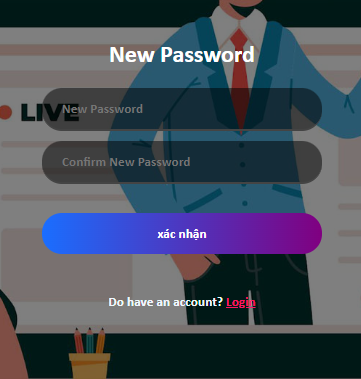 New Password
LIVE
New Password
Confirm New Password
xác nhận
Do have an account? Login